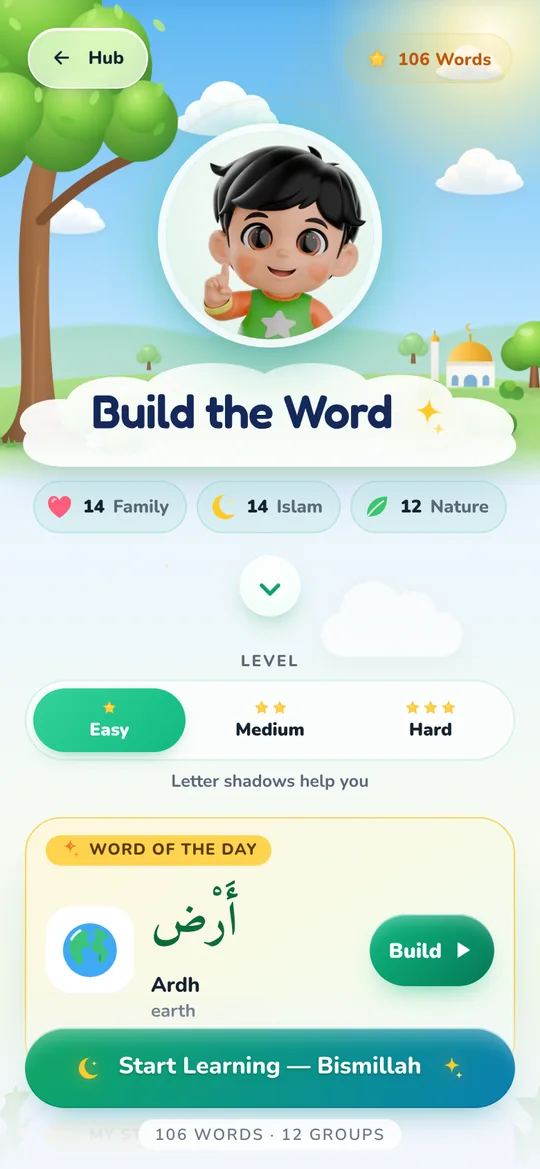 Hub
106 Words
Build the Word
14 Family
14 Islam
12 Nature
LEVEL
Easy
Medium
Hard
Letter shadows help you
WORD OF THE DAY
أَرْض
Ardh
earth
Build
Start Learning — Bismillah
106 WORDS · 12 GROUPS